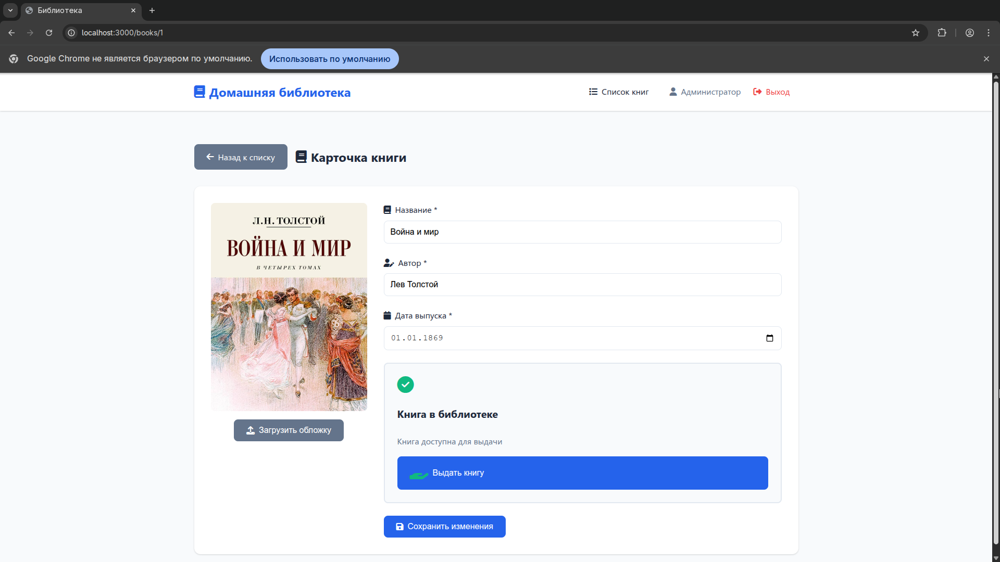 Библиотека
localhost:3000/books/1
Google Chrome не является браузером по умолчанию. Использовать по умолчанию
Домашняя библиотека Список книг Администратор Выход
Назад к списку Карточка книги
Л.Н. ТОЛСТОЙ
ВОЙНА И МИР
В ЧЕТЫРЕХ ТОМАХ
Загрузить обложку
Название *
Война и мир
Автор *
Лев Толстой
Дата выпуска *
01.01.1869
Книга в библиотеке
Книга доступна для выдачи
Выдать книгу
Сохранить изменения